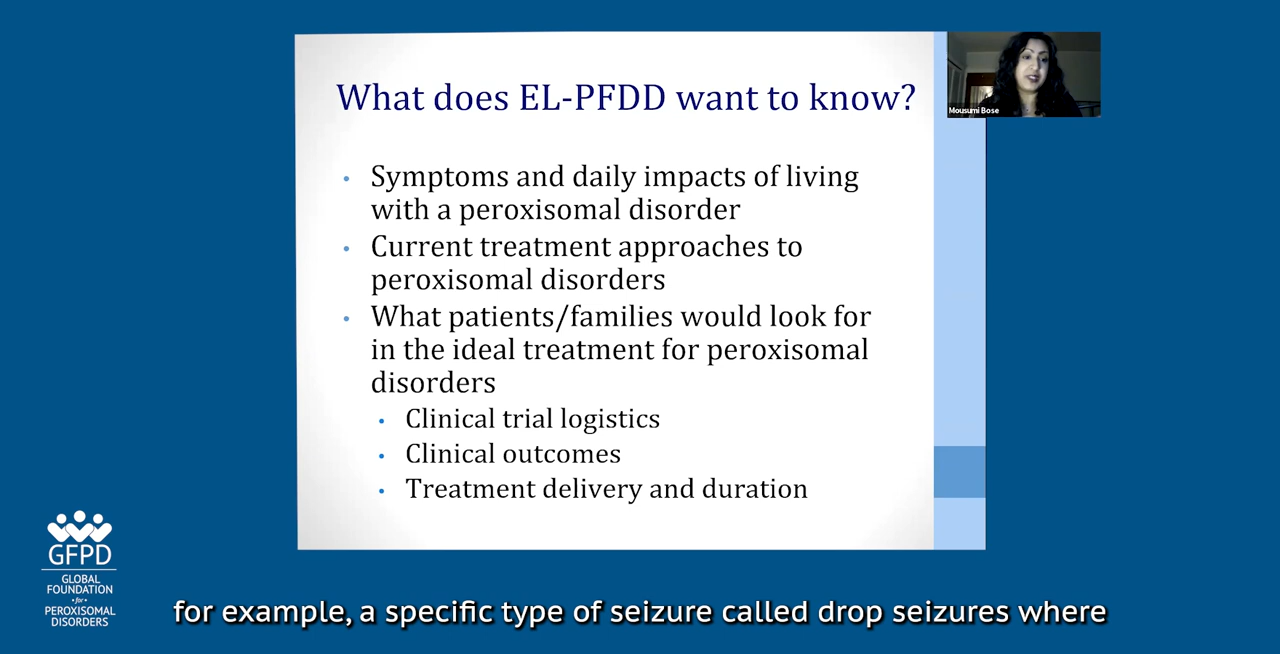 What does EL-PFDD want to know?
Mousumi Bose
• Symptoms and daily impacts of living
with a peroxisomal disorder
• Current treatment approaches to
peroxisomal disorders
• What patients/families would look for
in the ideal treatment for peroxisomal
disorders
• Clinical trial logistics
• Clinical outcomes
• Treatment delivery and duration
GFPD
GLOBAL
FOUNDATION
·for·
PEROXISOMAL
DISORDERS
for example, a specific type of seizure called drop seizures where